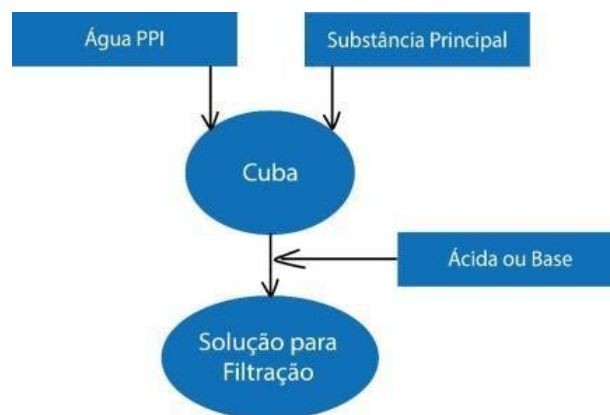 Água PPI
Substância Principal
Cuba
Ácida ou Base
Solução para
Filtração